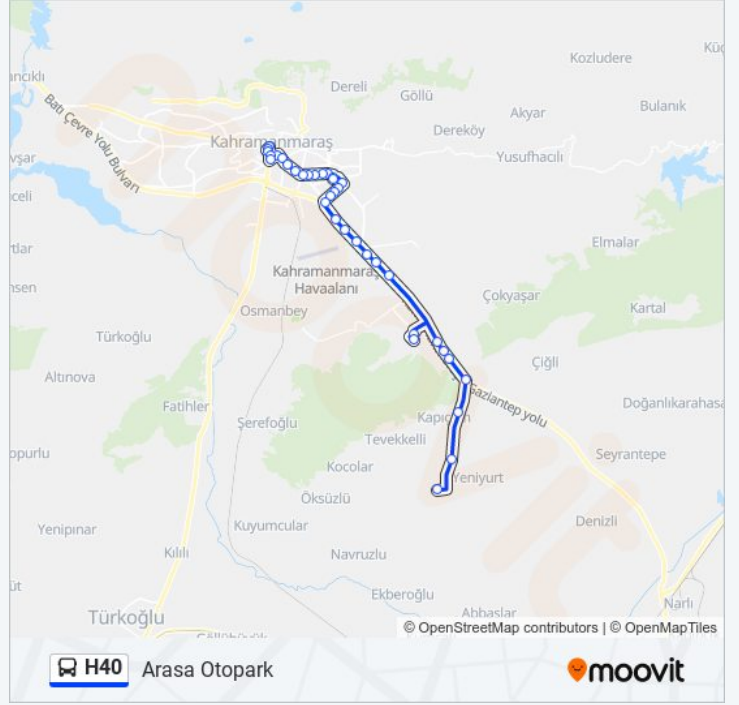 Kozludere
Küç
ancıklı
Dereli
Göllü
Bulanık
Batı Çevre Yolu Bulvarı
Akyar
Kahramanmaraş
Dereköy
Yusufhacılı
vşar
celi
Elmalar
tlar
Kahramanmaraş
Havaalanı
nsen
Çokyaşar
Kartal
Osmanbey
Türkoğlu
Çiğli
Altınova
Gaziantep yolu
Doğanlıkarahasa
Fatihler
Şerefoğlu
Tevekkelli
opurlu
Seyrantepe
Kocolar
Yeniyurt
Öksüzlü
Denizli
Yenipınar
Kuyumcular
Kılılı
Navruzlu
üt
Ekberoğlu
Narlı
Abbaslar
Türkoğlu
© OpenStreetMap contributors | © OpenMapTiles
H40 Arasa Otopark
moovit